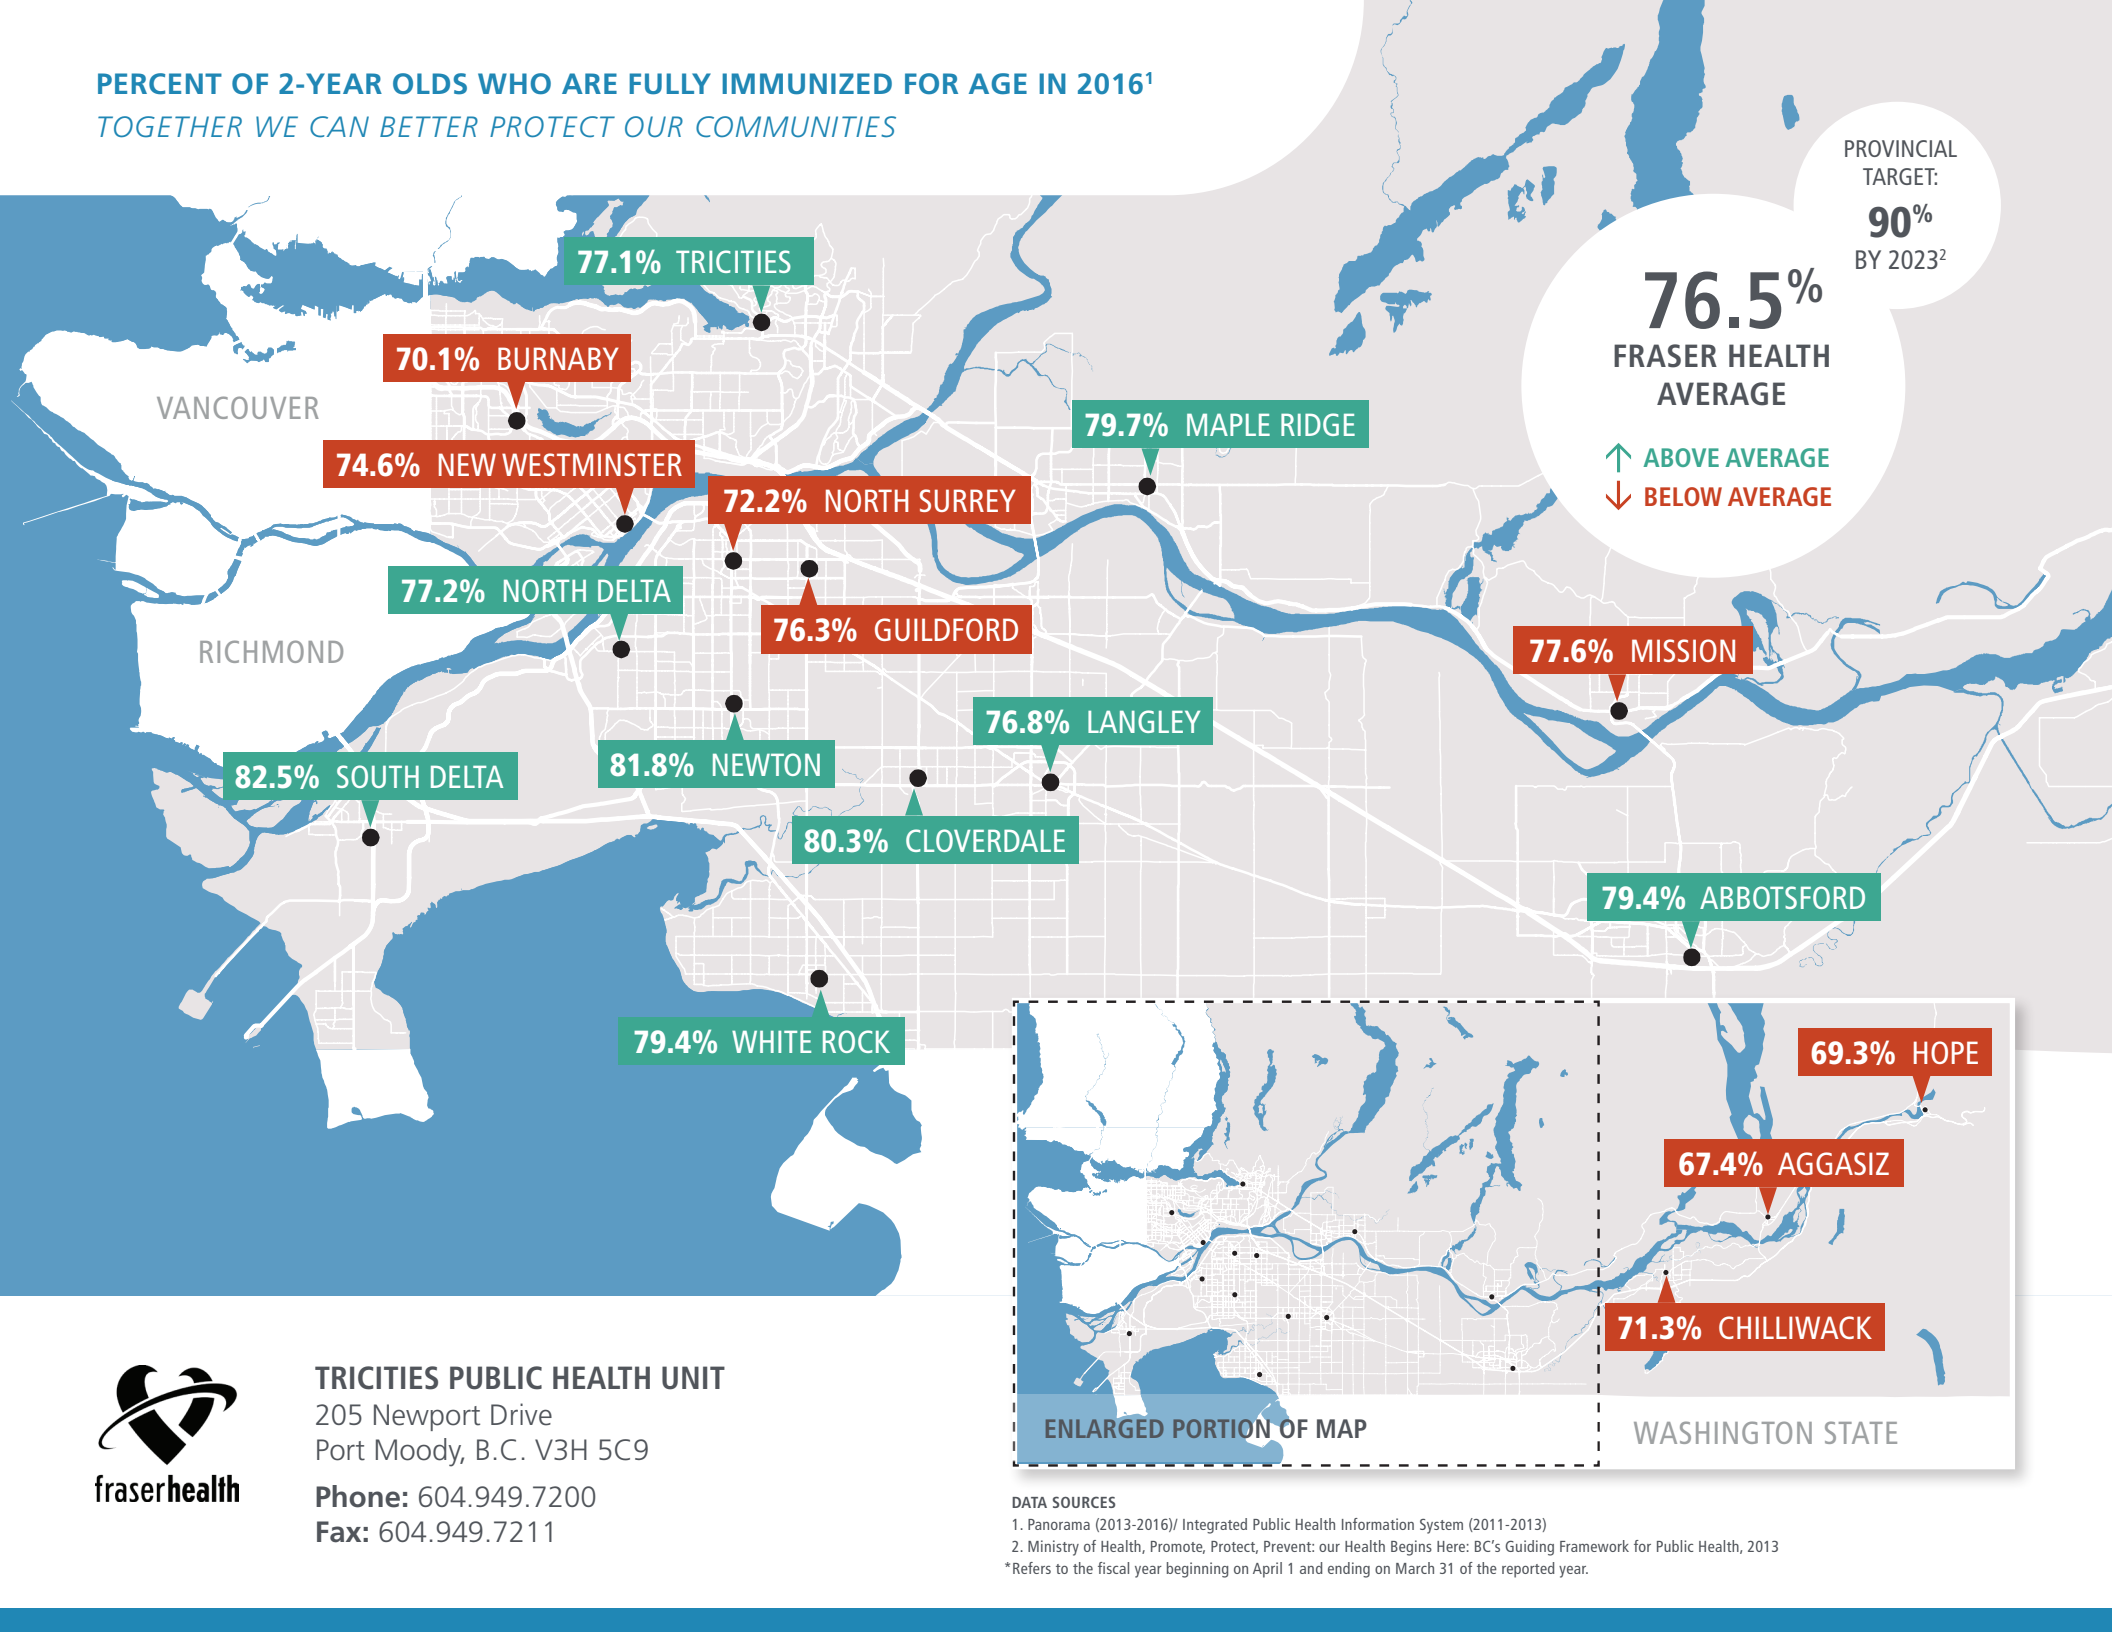 PERCENT OF 2-YEAR OLDS WHO ARE FULLY IMMUNIZED FOR AGE IN 2016¹
TOGETHER WE CAN BETTER PROTECT OUR COMMUNITIES
PROVINCIAL
TARGET:
90%
BY 2023²
76.5%
FRASER HEALTH
AVERAGE
↑ ABOVE AVERAGE
↓ BELOW AVERAGE
77.1% TRICITIES
70.1% BURNABY
VANCOUVER
79.7% MAPLE RIDGE
74.6% NEW WESTMINSTER
72.2% NORTH SURREY
77.2% NORTH DELTA
76.3% GUILDFORD
RICHMOND
77.6% MISSION
76.8% LANGLEY
81.8% NEWTON
82.5% SOUTH DELTA
80.3% CLOVERDALE
79.4% ABBOTSFORD
79.4% WHITE ROCK
69.3% HOPE
67.4% AGGASIZ
71.3% CHILLIWACK
ENLARGED PORTION OF MAP
WASHINGTON STATE
fraserhealth
TRICITIES PUBLIC HEALTH UNIT
205 Newport Drive
Port Moody, B.C. V3H 5C9
Phone: 604.949.7200
Fax: 604.949.7211
DATA SOURCES
1. Panorama (2013-2016)/ Integrated Public Health Information System (2011-2013)
2. Ministry of Health, Promote, Protect, Prevent: our Health Begins Here: BC's Guiding Framework for Public Health, 2013
*Refers to the fiscal year beginning on April 1 and ending on March 31 of the reported year.